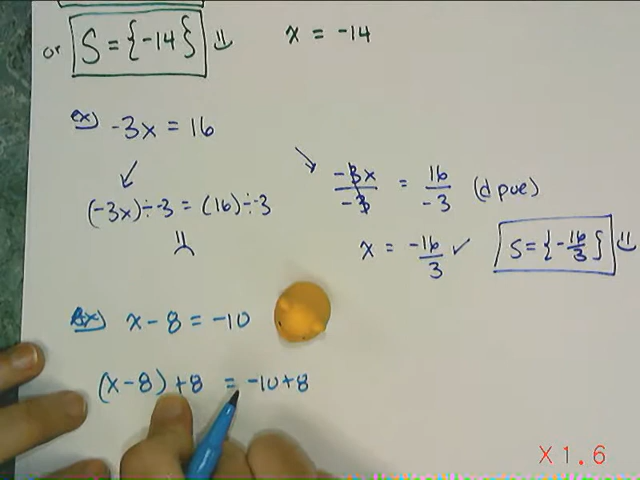 or S = {-14} x = -14
ex) -3x = 16
(-3x)÷-3 = (16)÷-3
-3x/-3 = 16/-3 (d pue)
x = -16/3 ✓ S = {-16/3}
Ex) x - 8 = -10
(x - 8) + 8 = -10 + 8
X1.6